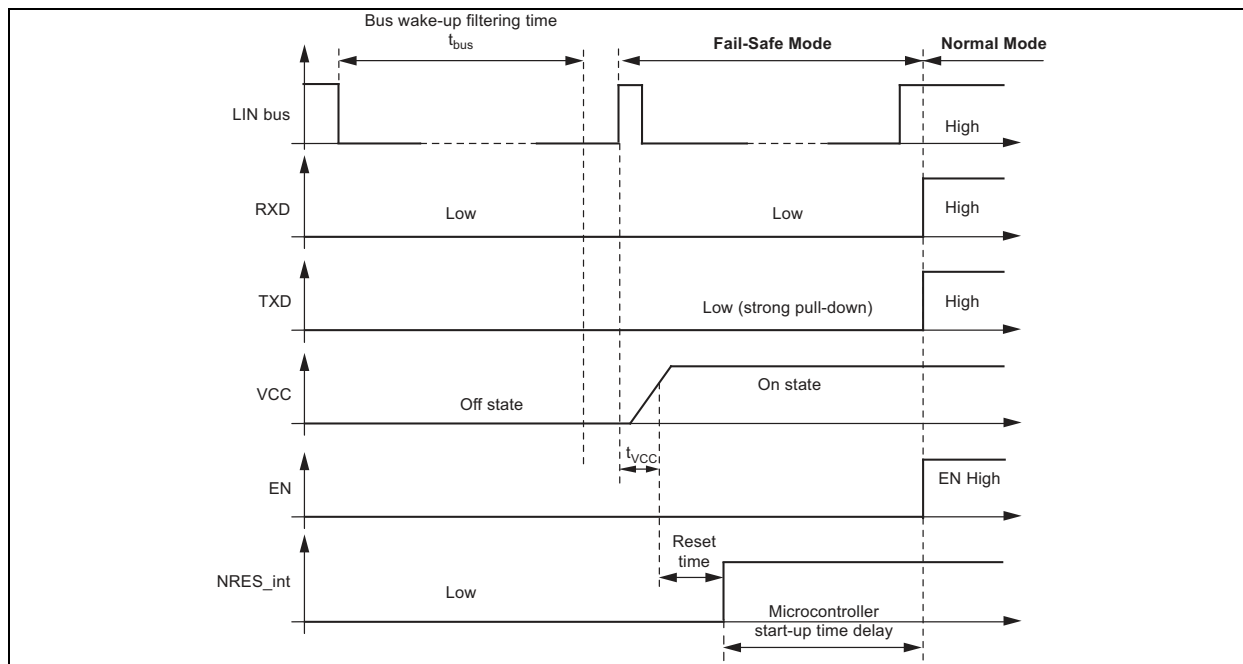 Bus wake-up filtering time
t_bus
Fail-Safe Mode
Normal Mode
LIN bus
High
RXD
Low
Low
High
TXD
Low (strong pull-down)
High
VCC
Off state
On state
t_VCC
EN
EN High
Reset
time
NRES_int
Low
Microcontroller
start-up time delay